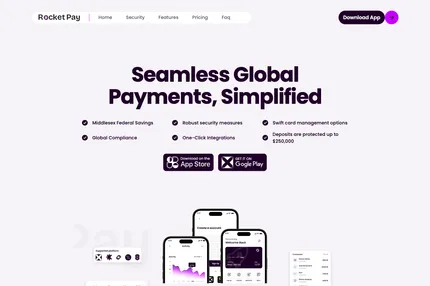 Rocket Pay
Home
Security
Features
Pricing
Faq
Download App
Seamless Global
Payments, Simplified
Middlesex Federal Savings
Robust security measures
Swift card management options
Global Compliance
One-Click Integrations
Deposits are protected up to
$250,000
Download on the
App Store
GET IT ON
Google Play
pay